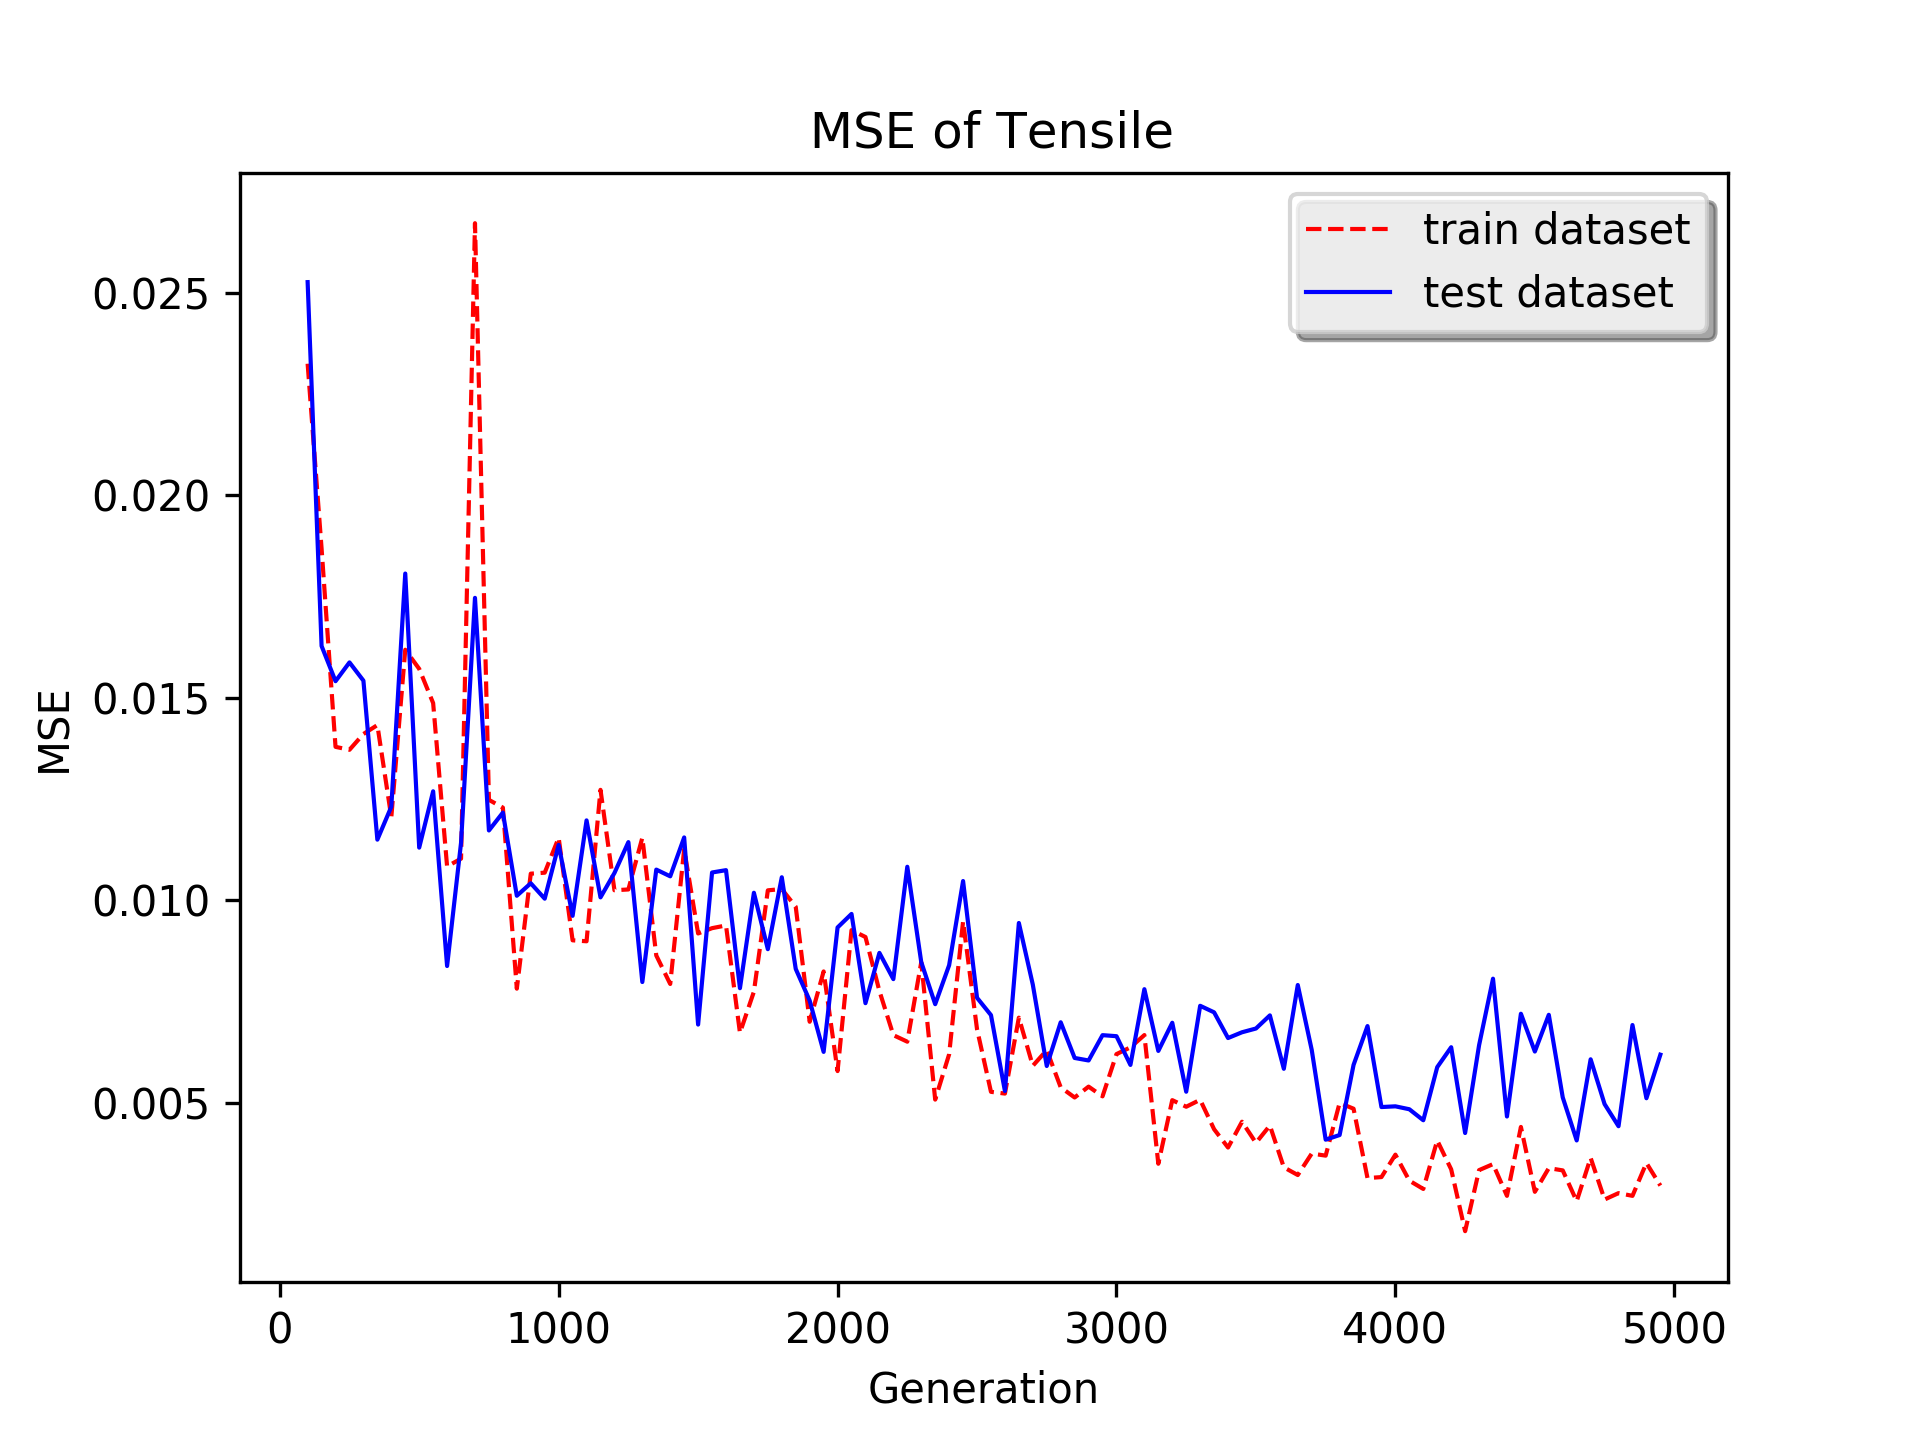 MSE of Tensile
train dataset
test dataset
MSE
0.025
0.020
0.015
0.010
0.005
0 1000 2000 3000 4000 5000
Generation